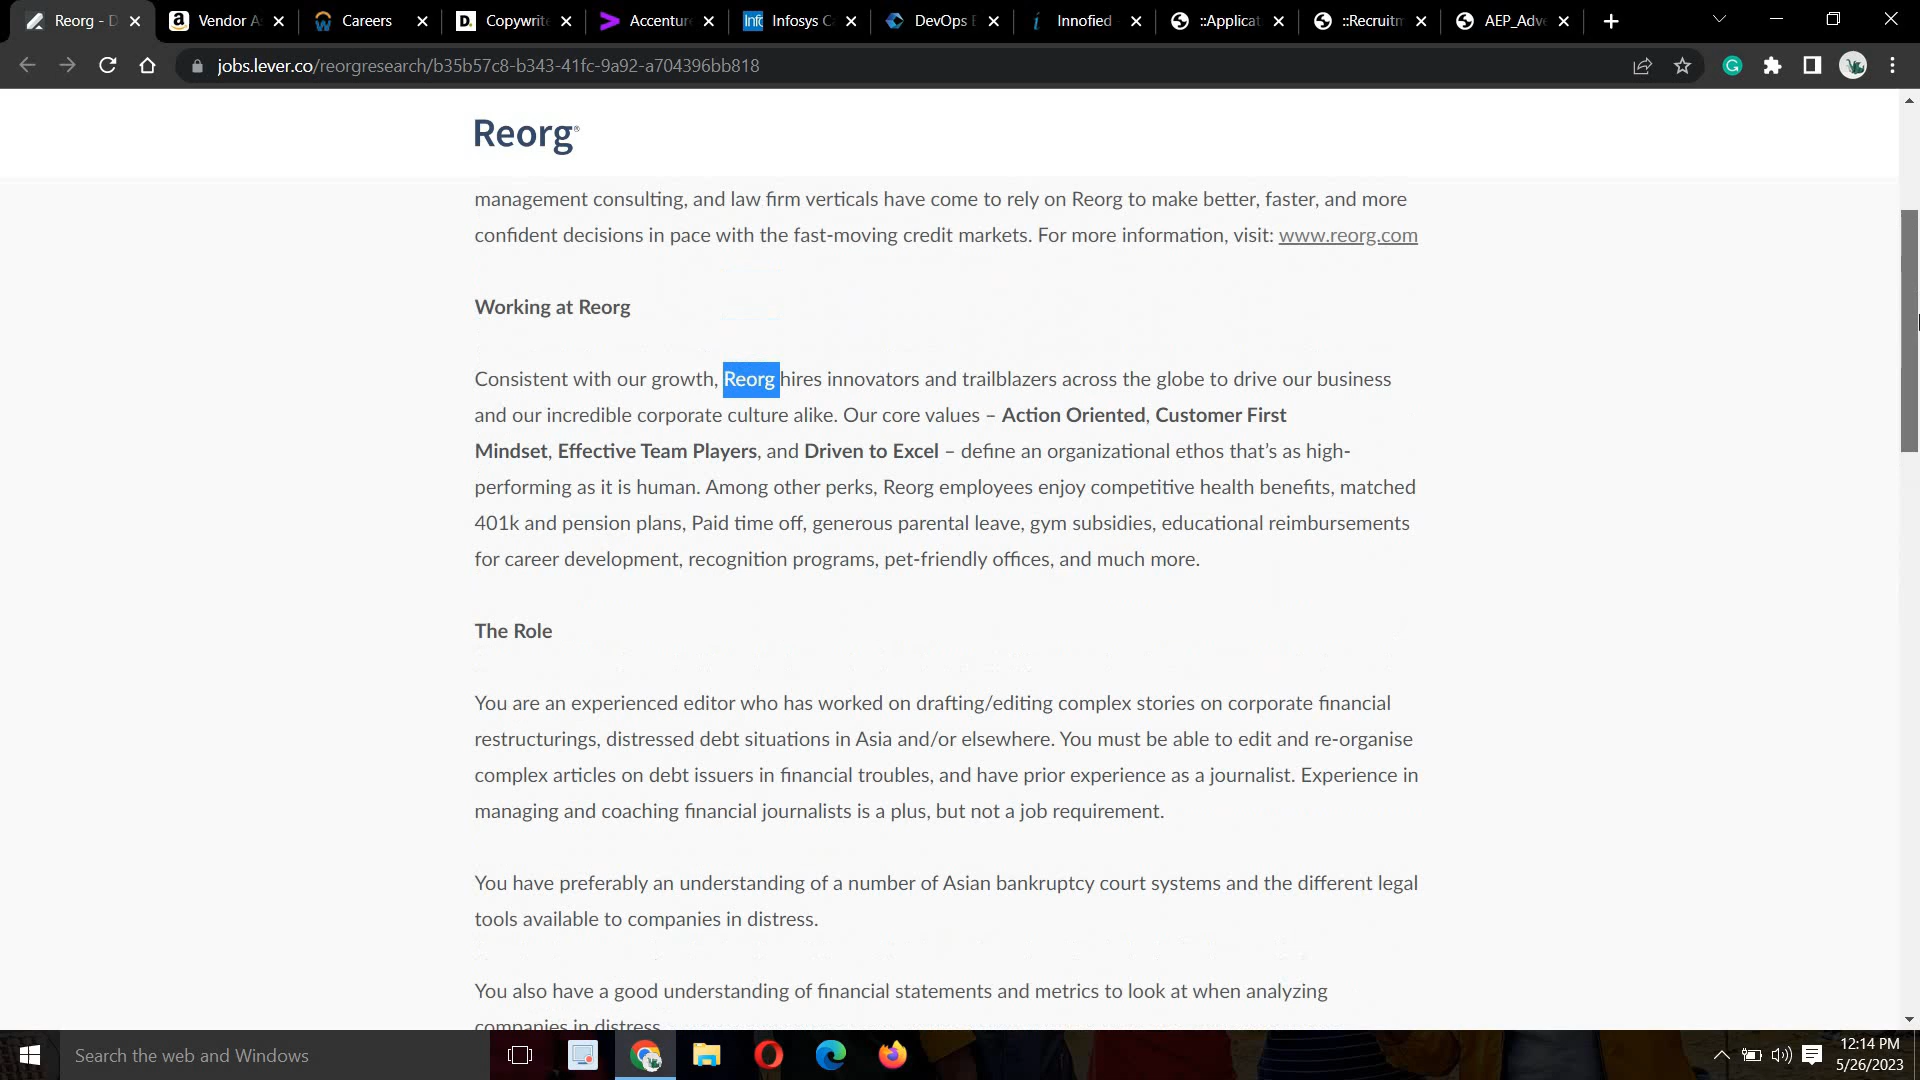 Reorg - D
Vendor A
Careers
D.
Copywrite
Accenture
Infosys C
DevOps E
Innofied
::Applicat
::Recruitm
AEP_Adv
jobs.lever.co/reorgresearch/b35b57c8-b343-41fc-9a92-a704396bb818
Reorg®
management consulting, and law firm verticals have come to rely on Reorg to make better, faster, and more
confident decisions in pace with the fast-moving credit markets. For more information, visit: www.reorg.com
Working at Reorg
Consistent with our growth, Reorg hires innovators and trailblazers across the globe to drive our business
and our incredible corporate culture alike. Our core values – Action Oriented, Customer First
Mindset, Effective Team Players, and Driven to Excel – define an organizational ethos that’s as high-
performing as it is human. Among other perks, Reorg employees enjoy competitive health benefits, matched
401k and pension plans, Paid time off, generous parental leave, gym subsidies, educational reimbursements
for career development, recognition programs, pet-friendly offices, and much more.
The Role
You are an experienced editor who has worked on drafting/editing complex stories on corporate financial
restructurings, distressed debt situations in Asia and/or elsewhere. You must be able to edit and re-organise
complex articles on debt issuers in financial troubles, and have prior experience as a journalist. Experience in
managing and coaching financial journalists is a plus, but not a job requirement.
You have preferably an understanding of a number of Asian bankruptcy court systems and the different legal
tools available to companies in distress.
You also have a good understanding of financial statements and metrics to look at when analyzing
companies in distress
Search the web and Windows
12:14 PM
5/26/2023